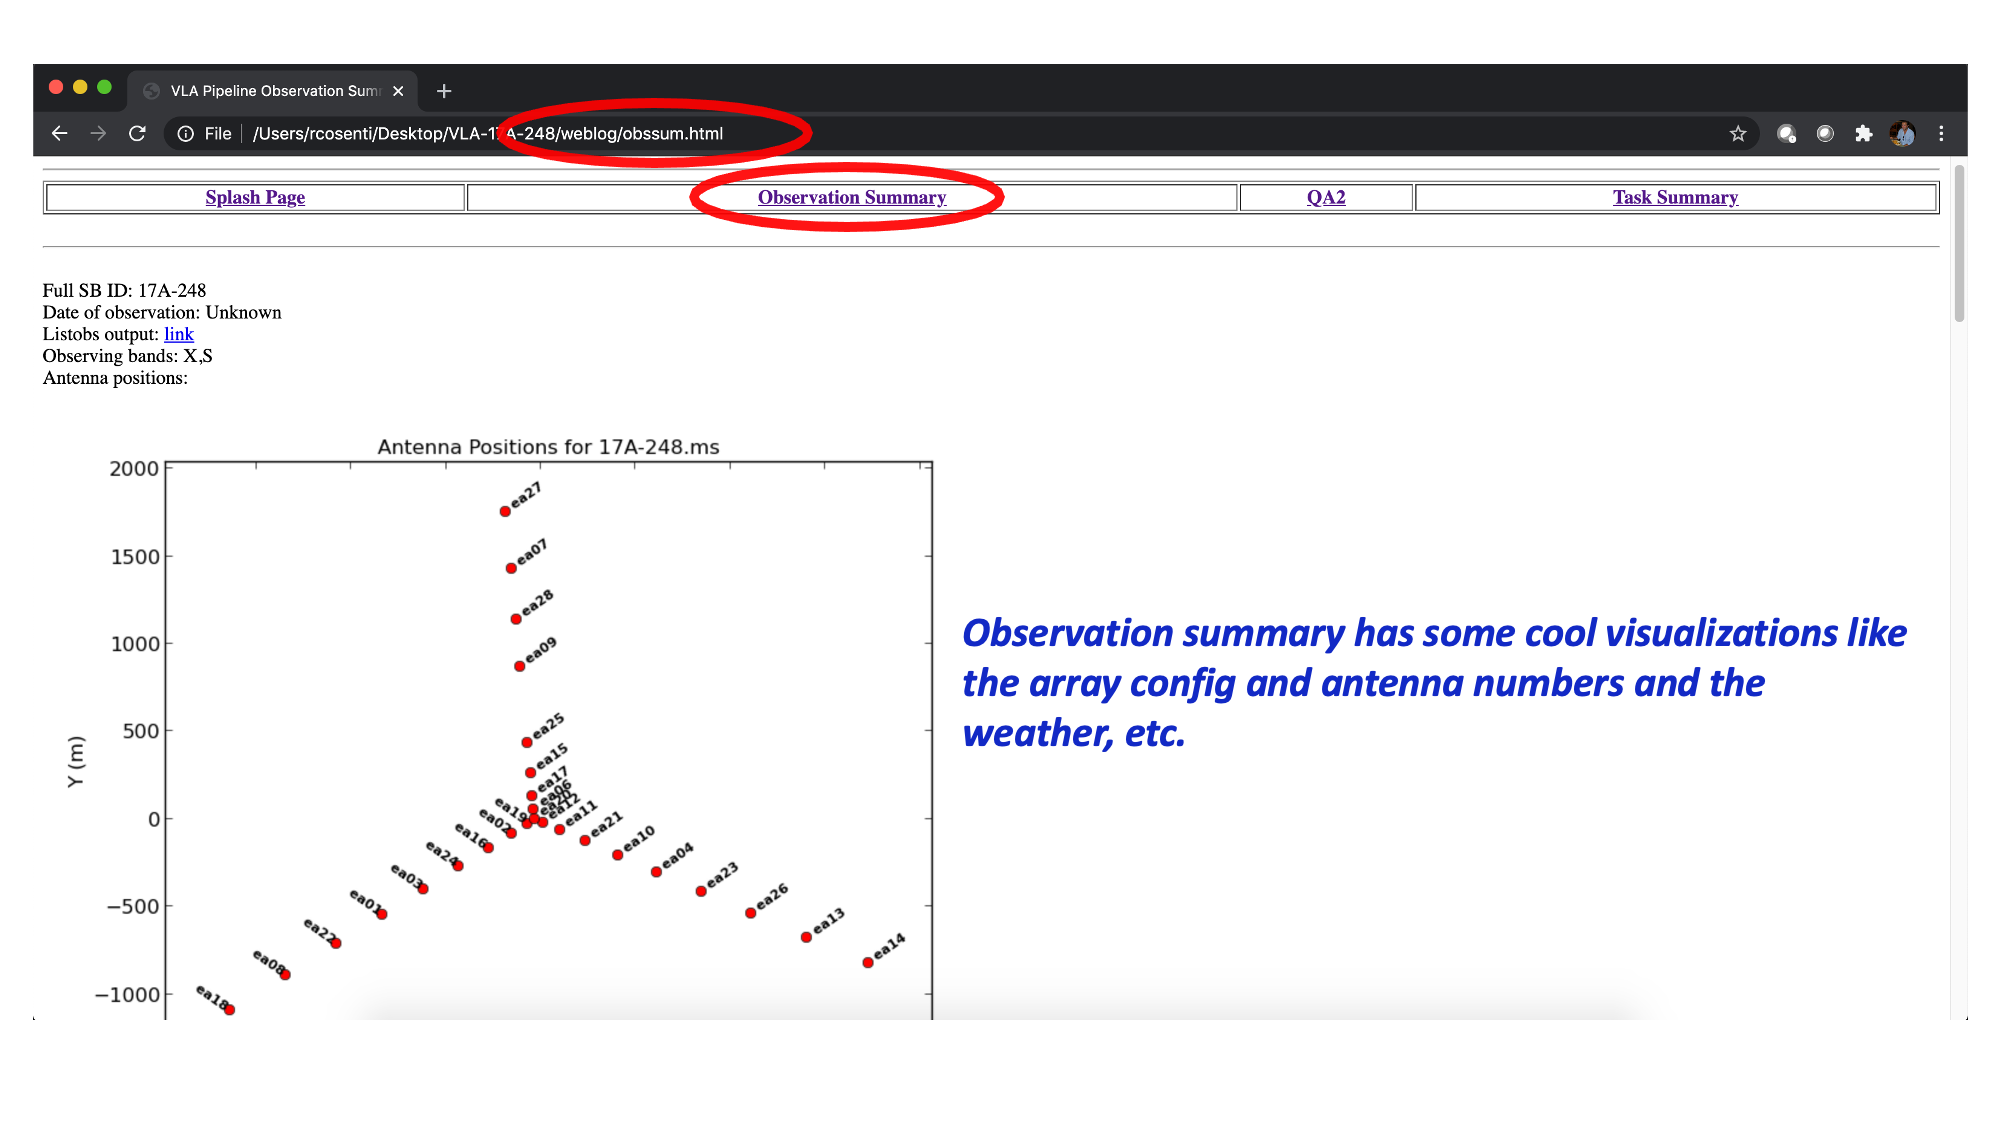 VLA Pipeline Observation Sum
File /Users/rcosenti/Desktop/VLA-17A-248/weblog/obssum.html
Splash Page Observation Summary QA2 Task Summary
Full SB ID: 17A-248
Date of observation: Unknown
Listobs output: link
Observing bands: X,S
Antenna positions:
Antenna Positions for 17A-248.ms
2000
ea27
1500
ea07
ea28
1000
ea09
500
ea25
ea15
ea17
ea06
ea20
ea12
ea19
ea11
ea02
ea21
0
ea16
ea10
ea24
ea04
ea03
ea23
ea01
ea26
−500
ea22
ea13
ea08
ea14
−1000
ea18
Y (m)
Observation summary has some cool visualizations like
the array config and antenna numbers and the
weather, etc.